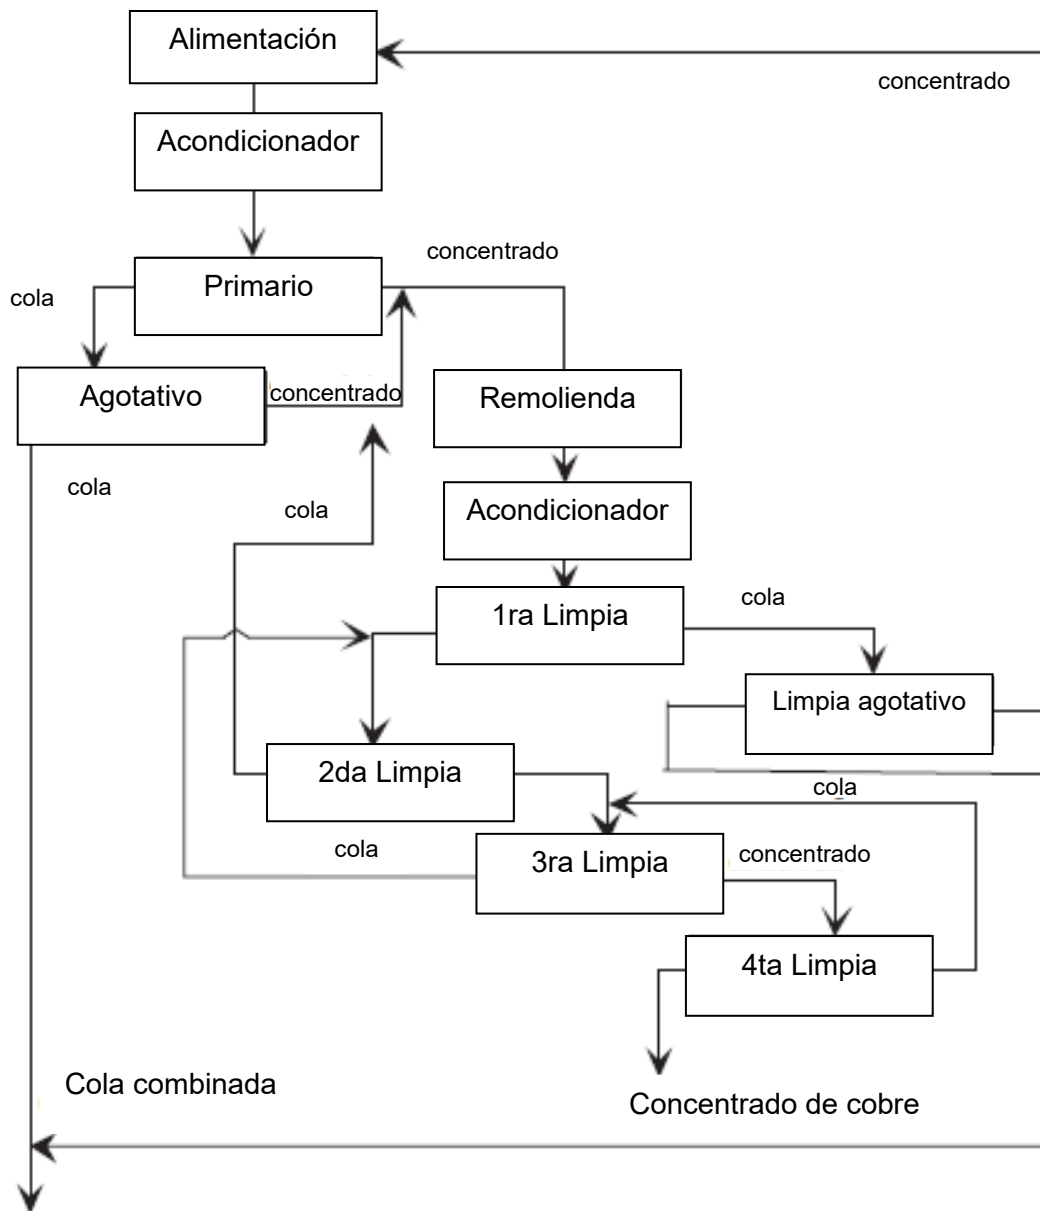 Alimentación
concentrado
Acondicionador
concentrado
Primario
cola
Agotativo
concentrado
Remolienda
cola
cola
Acondicionador
1ra Limpia
cola
Limpia agotativo
2da Limpia
cola
cola
3ra Limpia
concentrado
4ta Limpia
Cola combinada
Concentrado de cobre